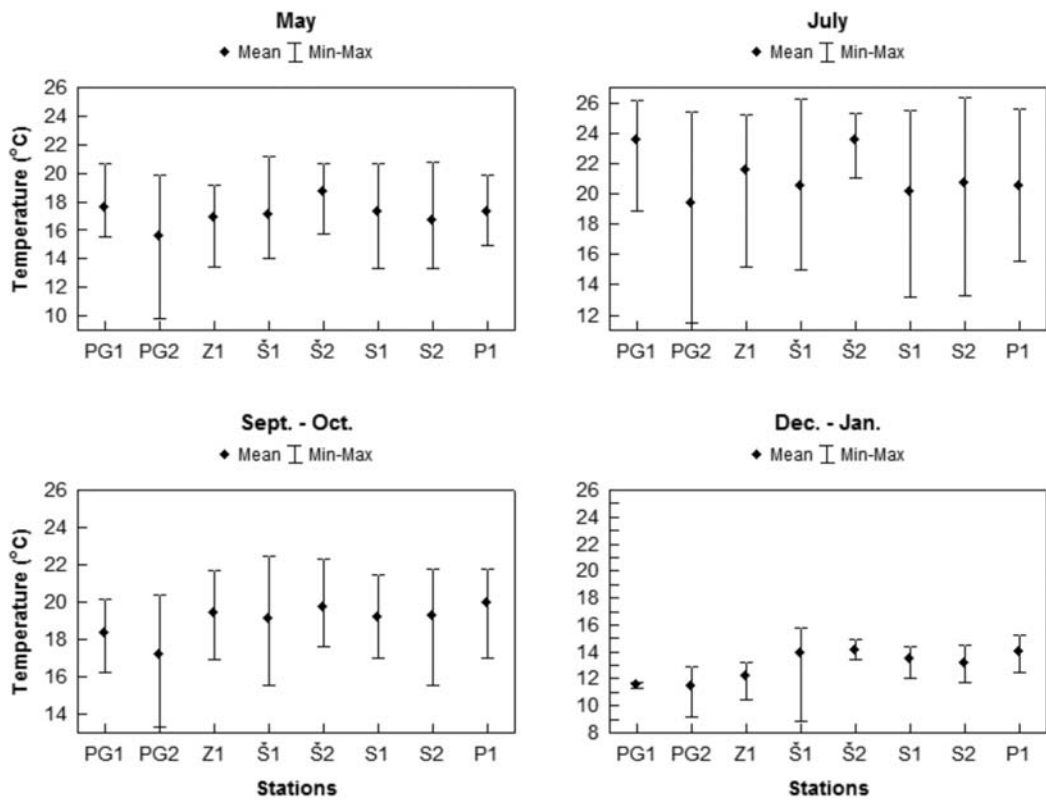 May
Mean Min-Max
Temperature (°C)
26
24
22
20
18
16
14
12
10
PG1 PG2 Z1 Š1 Š2 S1 S2 P1
July
Mean Min-Max
26
24
22
20
18
16
14
12
PG1 PG2 Z1 Š1 Š2 S1 S2 P1
Sept. - Oct.
Mean Min-Max
Temperature (°C)
26
24
22
20
18
16
14
PG1 PG2 Z1 Š1 Š2 S1 S2 P1
Stations
Dec. - Jan.
Mean Min-Max
26
24
22
20
18
16
14
12
10
8
PG1 PG2 Z1 Š1 Š2 S1 S2 P1
Stations